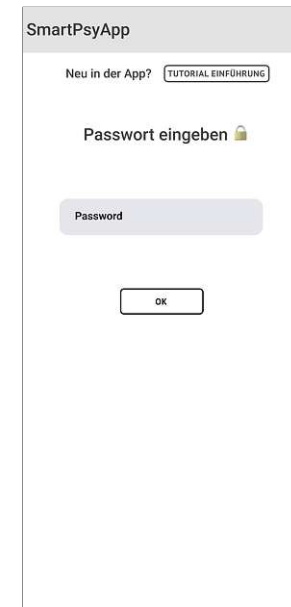 SmartPsyApp
Neu in der App? TUTORIAL EINFÜHRUNG
Passwort eingeben
Password
OK